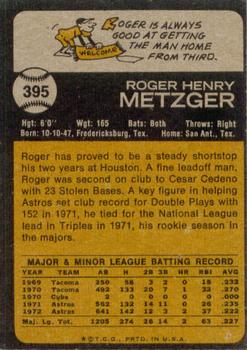 ROGER IS ALWAYS
GOOD AT GETTING
THE MAN HOME
FROM THIRD.
WELCOME
395
ROGER HENRY
METZGER
Hgt: 6'0" Wgt: 165 Bats: Both Throws: Right
Born: 10-10-47, Fredericksburg, Tex. Home: San Ant., Tex.
Roger has proved to be a steady shortstop
his two years at Houston. A fine leadoff man,
Roger was second on club to Cesar Cedeno
with 23 Stolen Bases. A key figure in helping
Astros set club record for Double Plays with
152 in 1971, he tied for the National League
lead in Triples in 1971, his rookie Season in
the majors.
MAJOR & MINOR LEAGUE BATTING RECORD
YEAR AB H 2B 3B HR RBI AVG.
1969 Tacoma 250 58 3 2 0 15
1970 Tacoma 492 133 20 7 1
1970 Cubs 2 0 0 0 0 0 .000
1971 Astros 562 132 14 11 0 26 .235
1972 Astros 641 142 12 3 2 38 .222
Maj. Lg. Tot. 1205 274 26 14 2 64 .227
© T.C.G. PRTD. IN U.S.A.